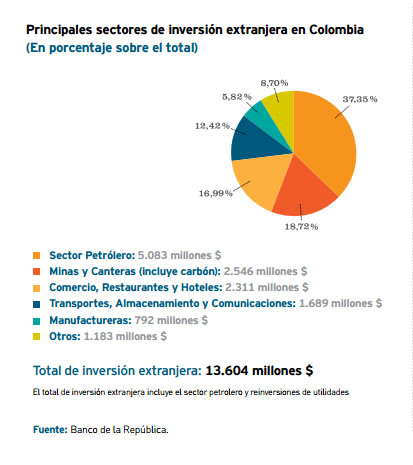 Principales sectores de inversión extranjera en Colombia
(En porcentaje sobre el total)
8,70%
5,82%
37,35%
12,42%
16,99%
18,72%
Sector Petrólero: 5.083 millones $
Minas y Canteras (incluye carbón): 2.546 millones $
Comercio, Restaurantes y Hoteles: 2.311 millones $
Transportes, Almacenamiento y Comunicaciones: 1.689 millones $
Manufactureras: 792 millones $
Otros: 1.183 millones $
Total de inversión extranjera: 13.604 millones $
El total de inversión extranjera incluye el sector petrolero y reinversiones de utilidades
Fuente: Banco de la República.